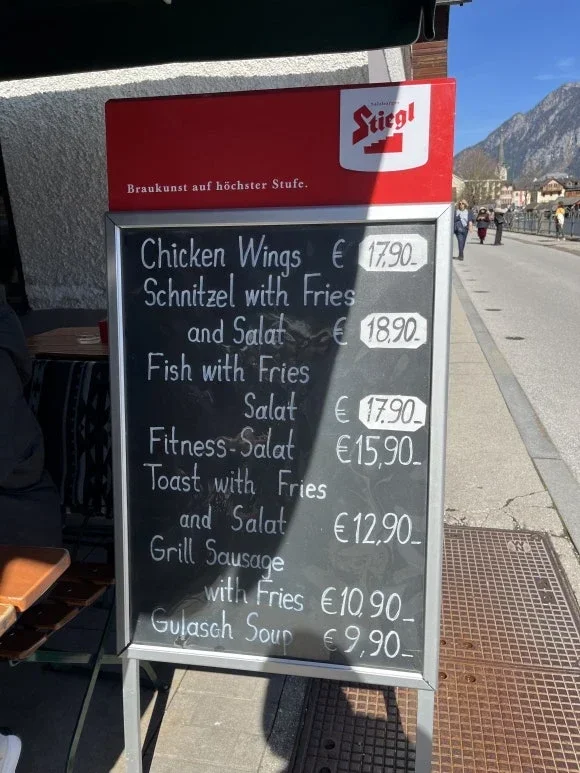 Salzburger
Stiegl
Braukunst auf höchster Stufe.
Chicken Wings € 17.90-
Schnitzel with Fries
and Salat € 18.90-
Fish with Fries
Salat € 17.90-
Fitness-Salat €15,90-
Toast with Fries
and Salat €12,90-
Grill Sausage
with Fries €10,90-
Gulasch Soup €9,90-